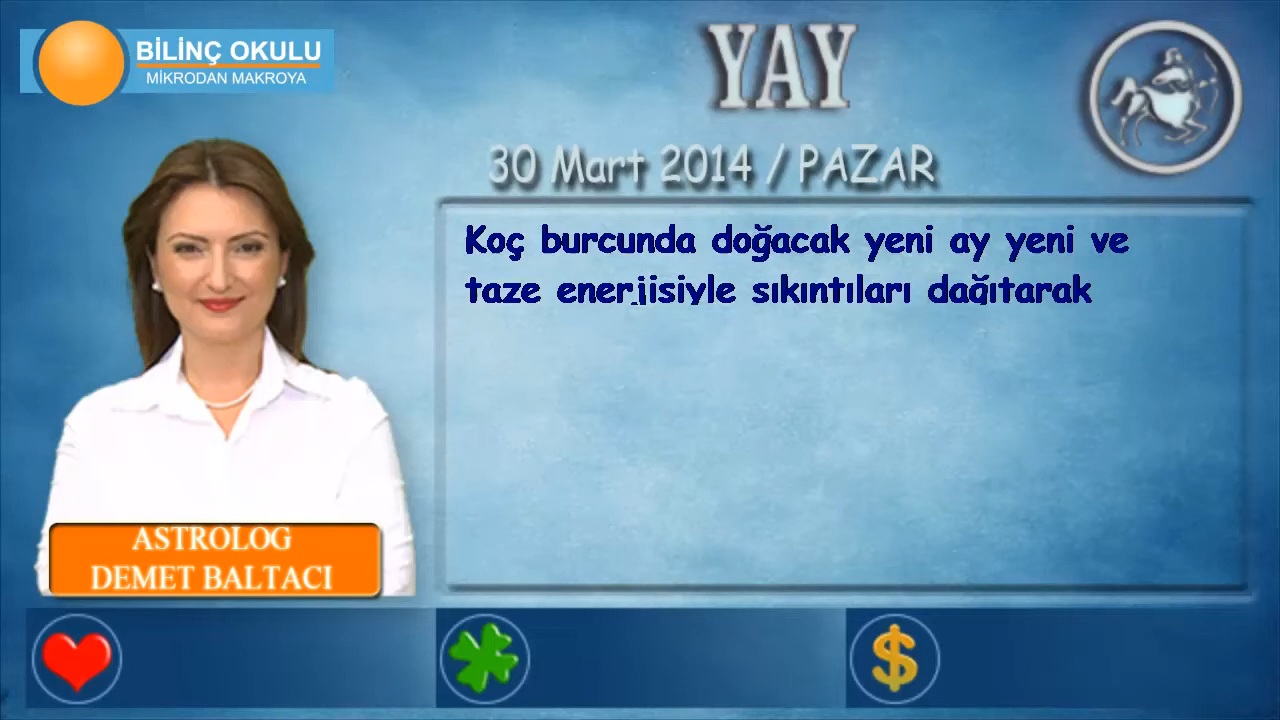 BİLİNÇ OKULU
MİKRODAN MAKROYA
YAY
30 Mart 2014 / PAZAR
Koç burcunda doğacak yeni ay yeni ve
taze enerjisiyle sıkıntıları dağıtarak
ASTROLOG
DEMET BALTACI